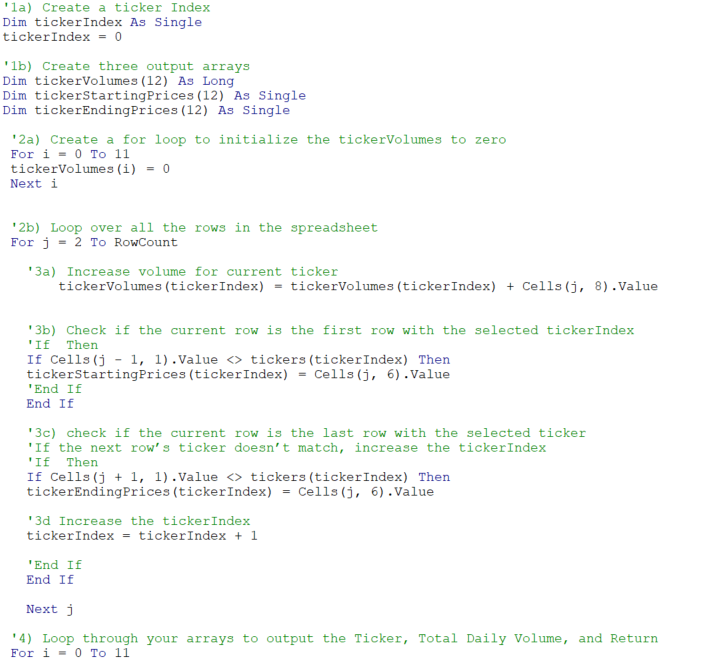 '1a) Create a ticker Index
Dim tickerIndex As Single
tickerIndex = 0
'1b) Create three output arrays
Dim tickerVolumes(12) As Long
Dim tickerStartingPrices(12) As Single
Dim tickerEndingPrices(12) As Single
'2a) Create a for loop to initialize the tickerVolumes to zero
For i = 0 To 11
tickerVolumes(i) = 0
Next i
'2b) Loop over all the rows in the spreadsheet
For j = 2 To RowCount
'3a) Increase volume for current ticker
tickerVolumes(tickerIndex) = tickerVolumes(tickerIndex) + Cells(j, 8).Value
'3b) Check if the current row is the first row with the selected tickerIndex
'If  Then
If Cells(j - 1, 1).Value <> tickers(tickerIndex) Then
tickerStartingPrices(tickerIndex) = Cells(j, 6).Value
'End If
End If
'3c) check if the current row is the last row with the selected ticker
'If the next row’s ticker doesn’t match, increase the tickerIndex
'If  Then
If Cells(j + 1, 1).Value <> tickers(tickerIndex) Then
tickerEndingPrices(tickerIndex) = Cells(j, 6).Value
'3d Increase the tickerIndex
tickerIndex = tickerIndex + 1
'End If
End If
Next j
'4) Loop through your arrays to output the Ticker, Total Daily Volume, and Return
For i = 0 To 11